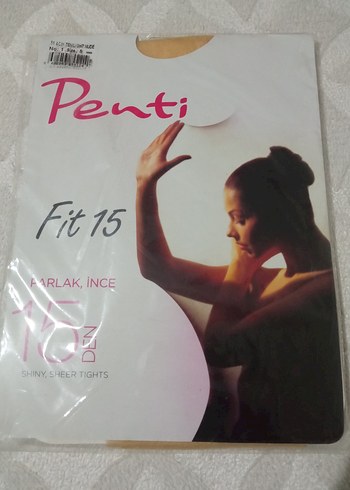 Penti
Fit 15
PARLAK, İNCE
15
DEN
SHINY, SHEER TIGHTS